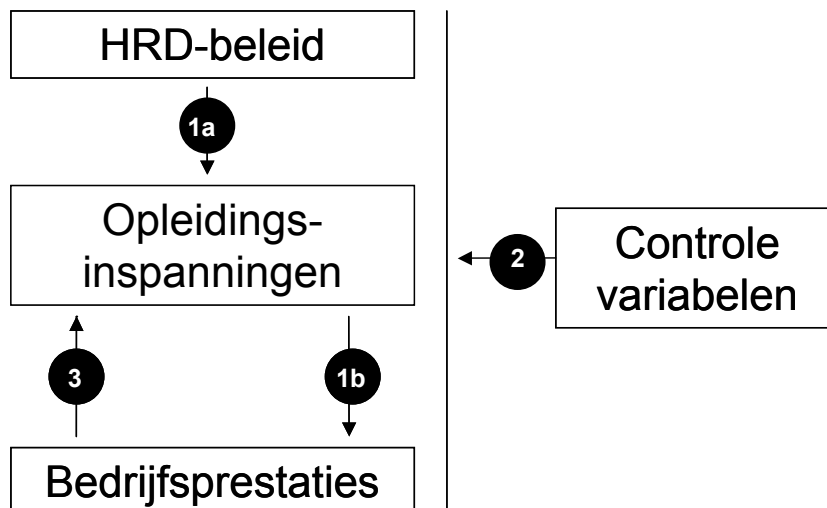 HRD-beleid
1a
Opleidings-
inspanningen
2
Controle
variabelen
3
1b
Bedrijfsprestaties